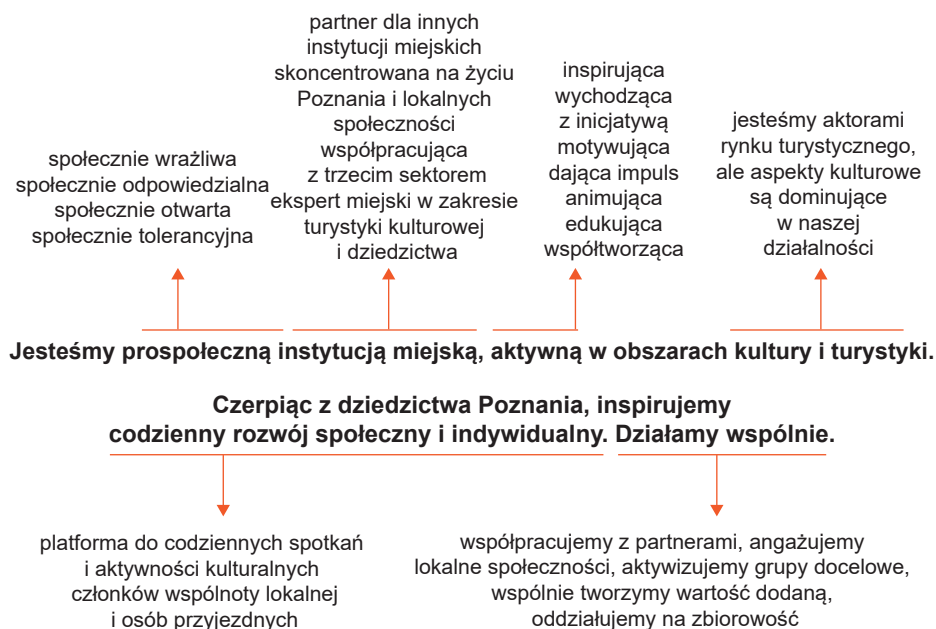 społecznie wrażliwa
społecznie odpowiedzialna
społecznie otwarta
społecznie tolerancyjna
partner dla innych
instytucji miejskich
skoncentrowana na życiu
Poznania i lokalnych
społeczności
współpracująca
z trzecim sektorem
ekspert miejski w zakresie
turystyki kulturowej
i dziedzictwa
inspirująca
wychodząca
z inicjatywą
motywująca
dająca impuls
animująca
edukująca
współtworząca
jesteśmy aktorami
rynku turystycznego,
ale aspekty kulturowe
są dominujące
w naszej
działalności
Jesteśmy prospołeczną instytucją miejską, aktywną w obszarach kultury i turystyki.
Czerpiąc z dziedzictwa Poznania, inspirujemy
codzienny rozwój społeczny i indywidualny. Działamy wspólnie.
platforma do codziennych spotkań
i aktywności kulturalnych
członków wspólnoty lokalnej
i osób przyjezdnych
współpracujemy z partnerami, angażujemy
lokalne społeczności, aktywizujemy grupy docelowe,
wspólnie tworzymy wartość dodaną,
oddziałujemy na zbiorowość